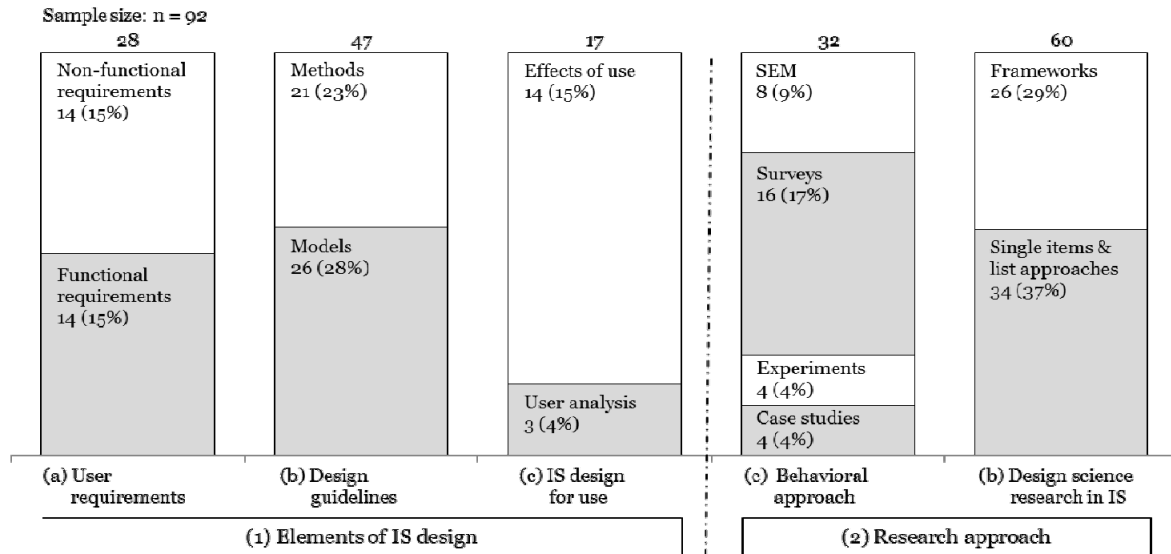 Sample size: n = 92
28
47
17
32
60
Non-functional
requirements
14 (15%)
Functional
requirements
14 (15%)
Methods
21 (23%)
Models
26 (28%)
Effects of use
14 (15%)
User analysis
3 (4%)
SEM
8 (9%)
Surveys
16 (17%)
Experiments
4 (4%)
Case studies
4 (4%)
Frameworks
26 (29%)
Single items &
list approaches
34 (37%)
(a) User
requirements
(b) Design
guidelines
(c) IS design
for use
(c) Behavioral
approach
(b) Design science
research in IS
(1) Elements of IS design
(2) Research approach